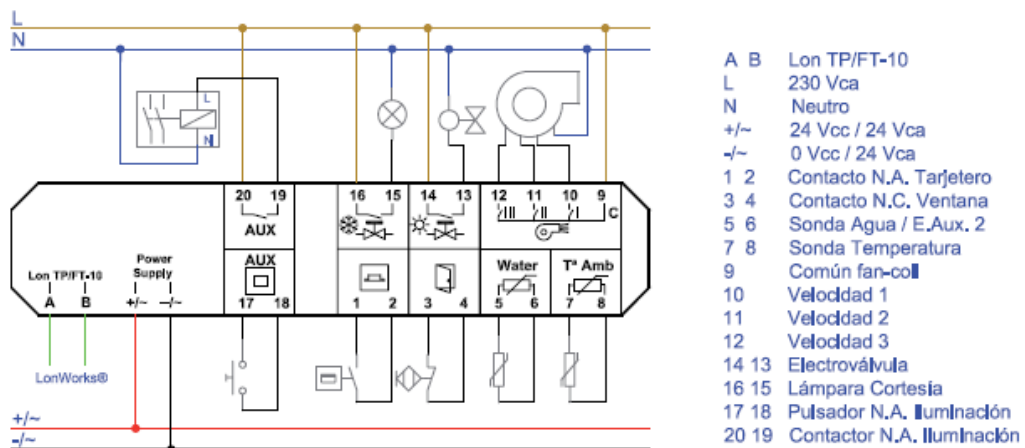 L
N
L
N
20 19 16 15 14 13 12 11 10 9
AUX
C
Lon TP/FT-10
Power Supply
AUX
Water
Tª Amb
A B +/~ -/~ 17 18 1 2 3 4 5 6 7 8
LonWorks®
+/~
-/~
A B Lon TP/FT-10
L 230 Vca
N Neutro
+/~ 24 Vcc / 24 Vca
-/~ 0 Vcc / 24 Vca
1 2 Contacto N.A. Tarjetero
3 4 Contacto N.C. Ventana
5 6 Sonda Agua / E.Aux. 2
7 8 Sonda Temperatura
9 Común fan-coil
10 Velocidad 1
11 Velocidad 2
12 Velocidad 3
14 13 Electroválvula
16 15 Lámpara Cortesía
17 18 Pulsador N.A. Iluminación
20 19 Contactor N.A. Iluminación